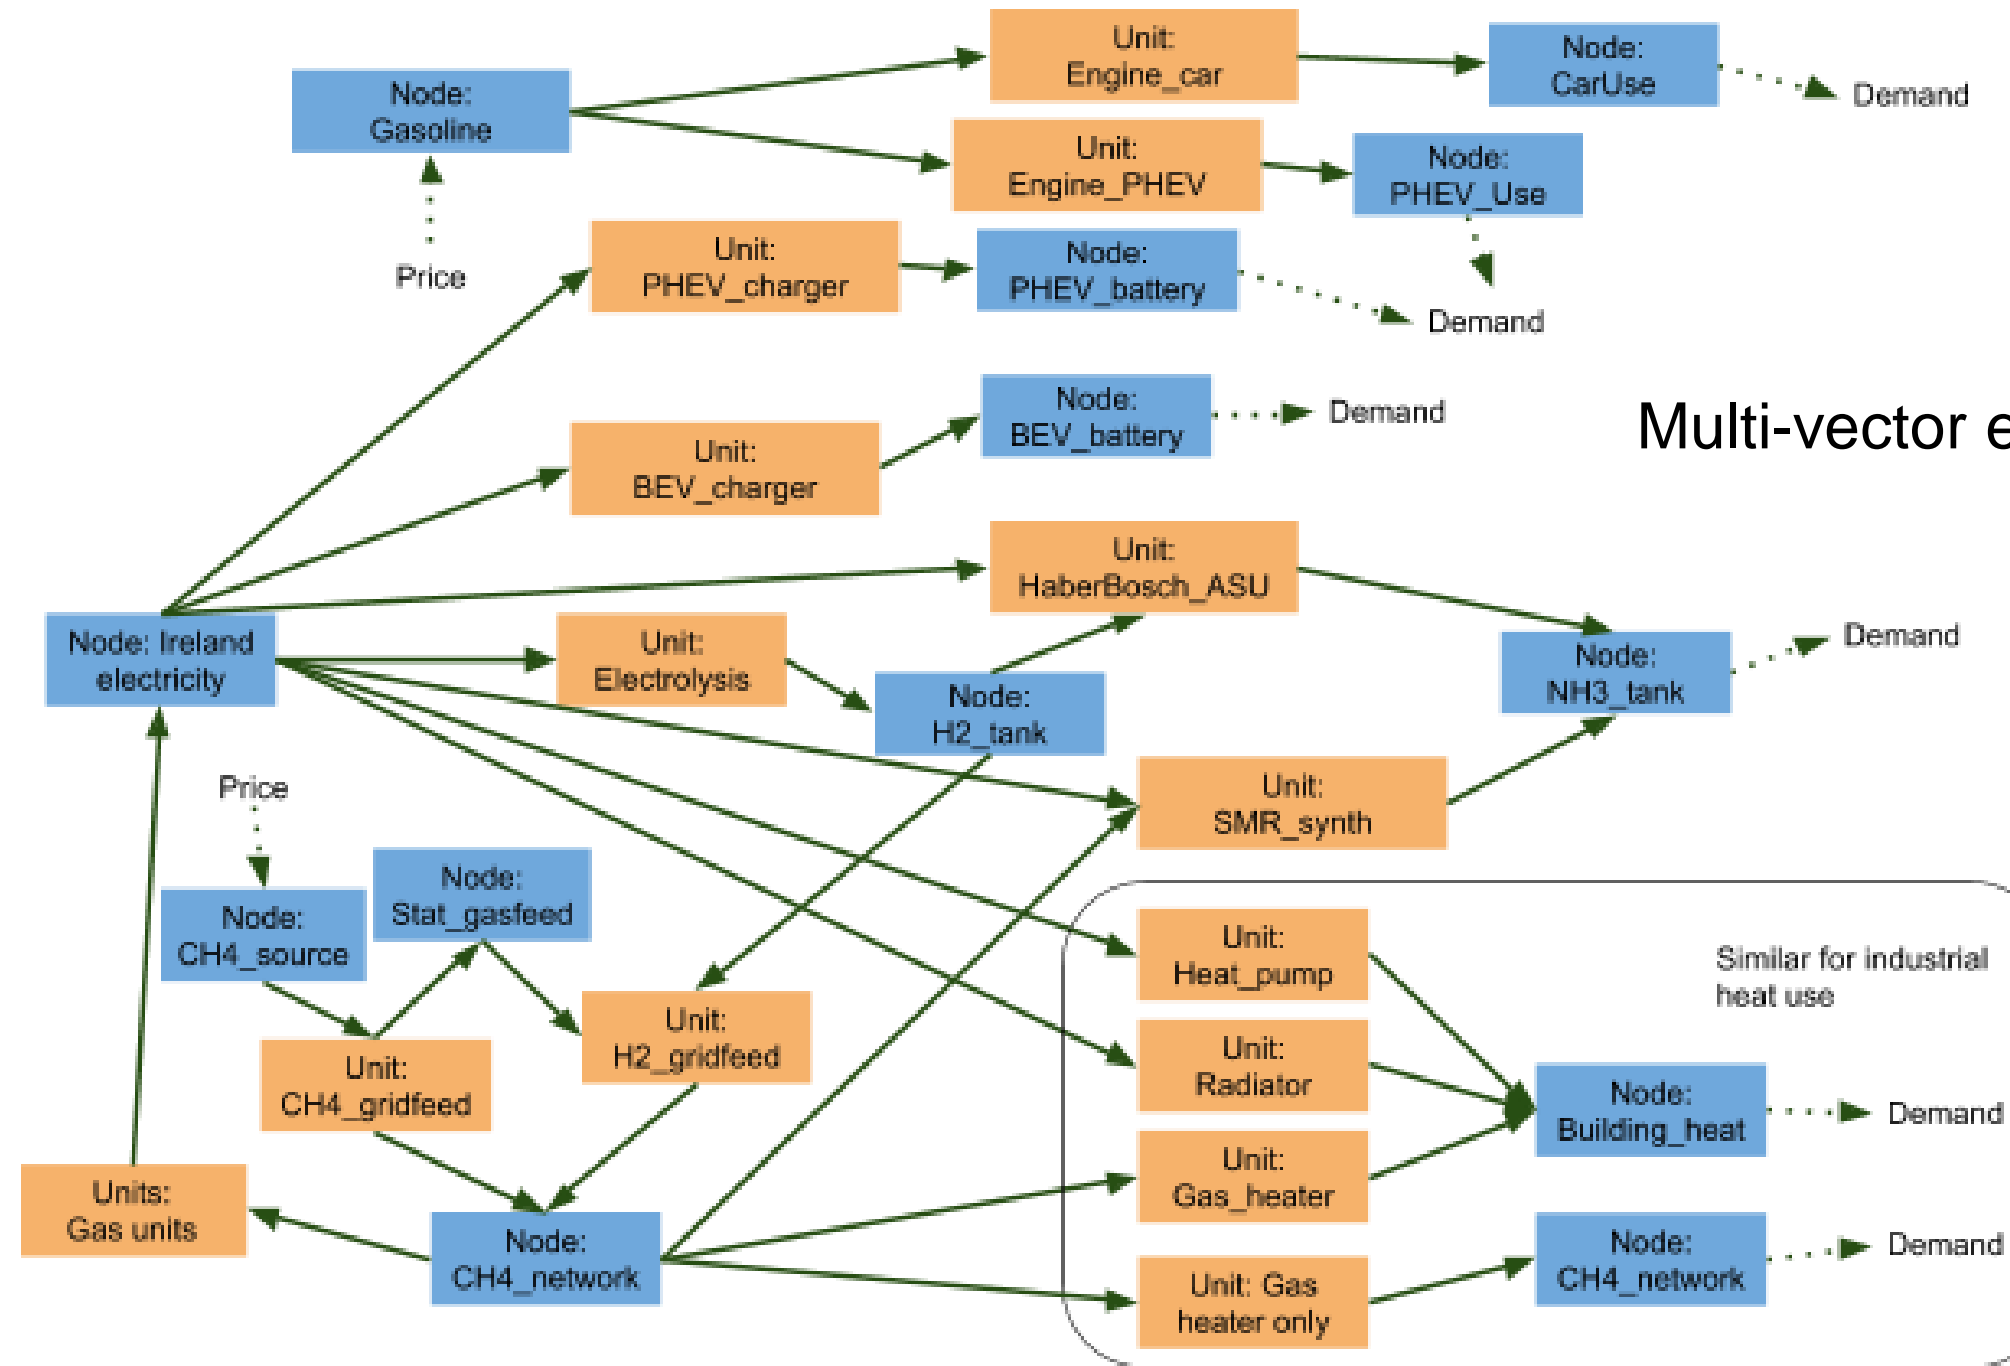 Unit:
Engine_car
Node:
CarUse
Demand
Node:
Gasoline
Unit:
Engine_PHEV
Node:
PHEV_Use
Price
Unit:
PHEV_charger
Node:
PHEV_battery
Demand
Node:
BEV_battery
Demand
Multi-vector e
Unit:
BEV_charger
Unit:
HaberBosch_ASU
Node: Ireland
electricity
Unit:
Electrolysis
Node:
H2_tank
Node:
NH3_tank
Demand
Price
Unit:
SMR_synth
Node:
CH4_source
Node:
Stat_gasfeed
Unit:
Heat_pump
Similar for industrial
heat use
Unit:
CH4_gridfeed
Unit:
H2_gridfeed
Unit:
Radiator
Node:
Building_heat
Demand
Units:
Gas units
Node:
CH4_network
Unit:
Gas_heater
Unit: Gas
heater only
Node:
CH4_network
Demand